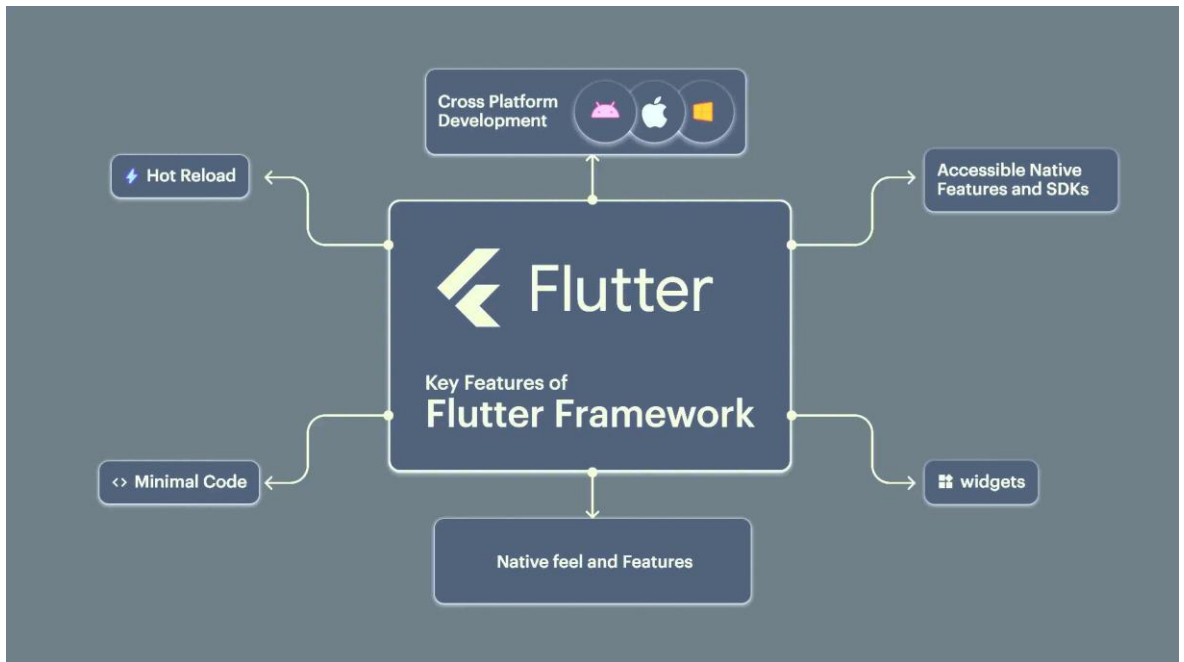 Cross Platform
Development
Hot Reload
Accessible Native
Features and SDKs
Flutter
Key Features of
Flutter Framework
<> Minimal Code
widgets
Native feel and Features